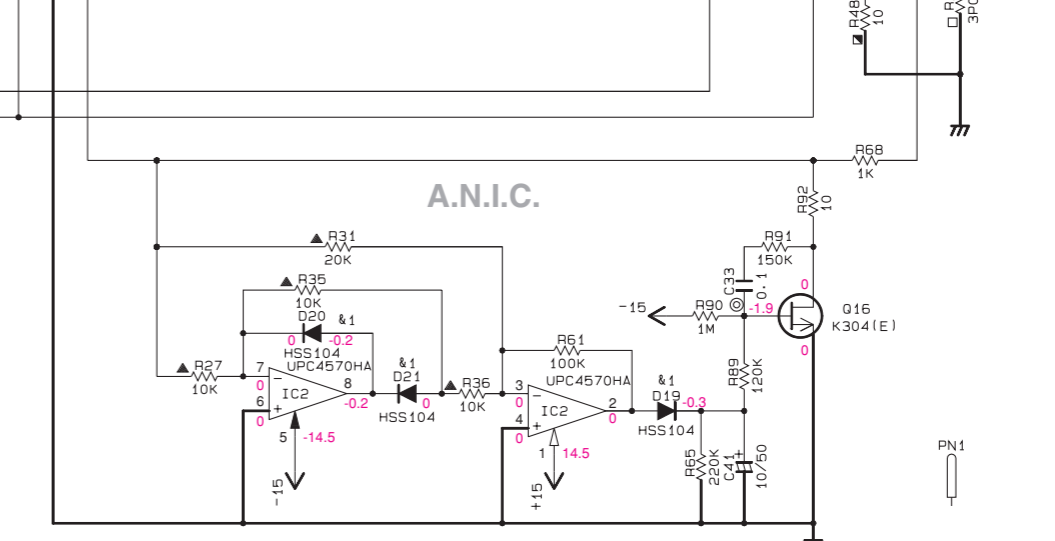 R48
10
R
3P0
R68
1K
A.N.I.C.
R92
10
R31
20K
R91
150K
R35
10K
C33
0.1
0
-15
R90
1M
-1.9
Q16
K304(E)
0
D20
&1
0
-0.2
HSS104
R27
10K
7
0
6
0
UPC4570HA
IC2
8
-0.2
5
-14.5
-15
&1
D21
0
HSS104
R36
10K
R61
100K
UPC4570HA
3
0
4
0
IC2
2
0
1
14.5
+15
&1
D19
-0.3
HSS104
R89
120K
R65
220K
C41
+
10/50
PN1